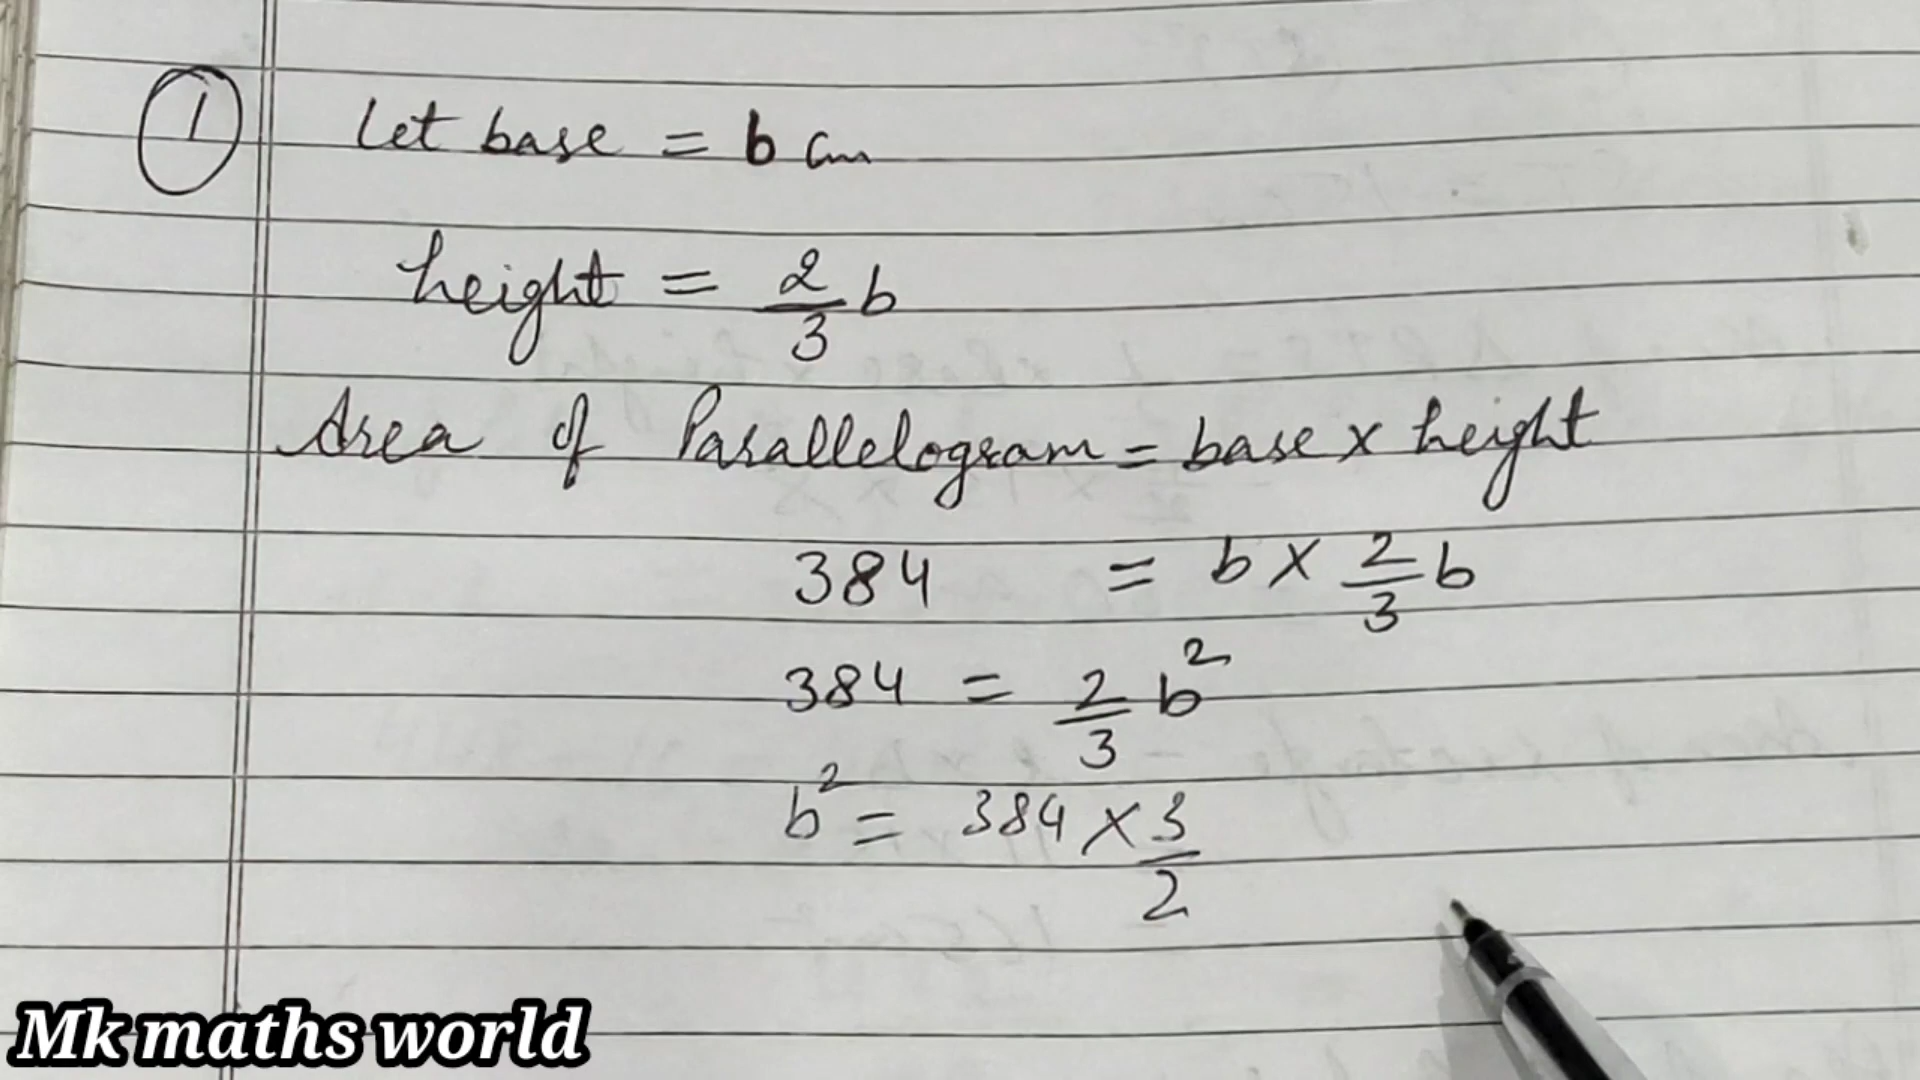 1 Let base = b cm
height = 2/3 b
Area of Parallelogram = base × height
384 = b × 2/3 b
384 = 2/3 b²
b² = 384 × 3/2
Mk maths world